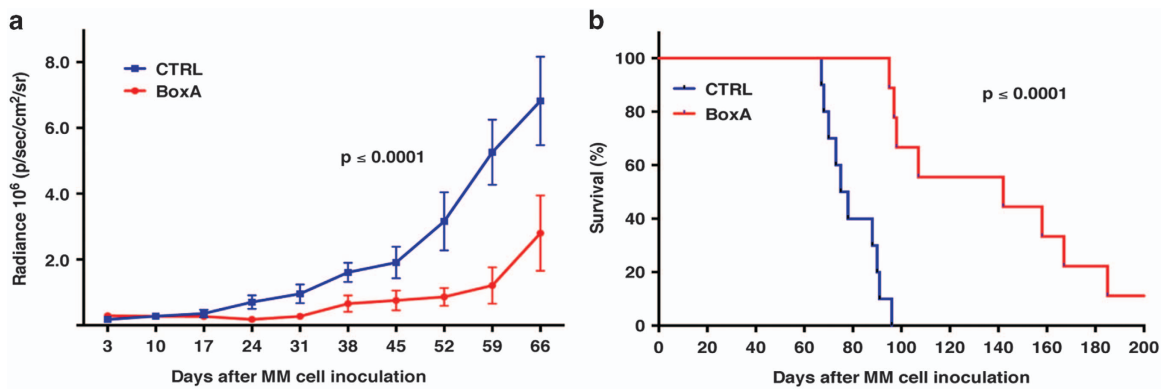 a
8.0
6.0
4.0
2.0
Radiance 10⁶ (p/sec/cm²/sr)
CTRL
BoxA
p ≤ 0.0001
3 10 17 24 31 38 45 52 59 66
Days after MM cell inoculation
b
100
80
60
40
20
0
Survival (%)
CTRL
BoxA
p ≤ 0.0001
0 20 40 60 80 100 120 140 160 180 200
Days after MM cell inoculation